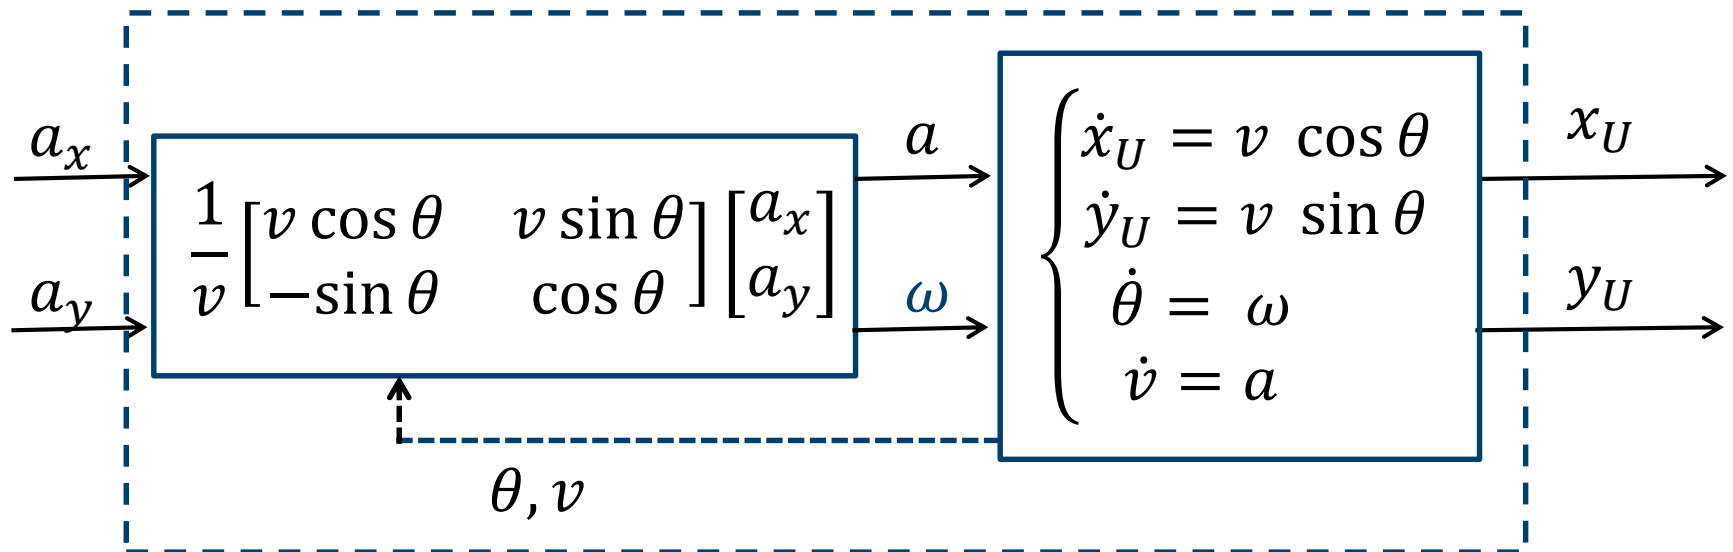 a_x
a_y
1/v [v cos θ v sin θ; −sin θ cos θ] [a_x; a_y]
a
ω
θ, v
ẋ_U = v cos θ
ẏ_U = v sin θ
θ̇ = ω
v̇ = a
x_U
y_U